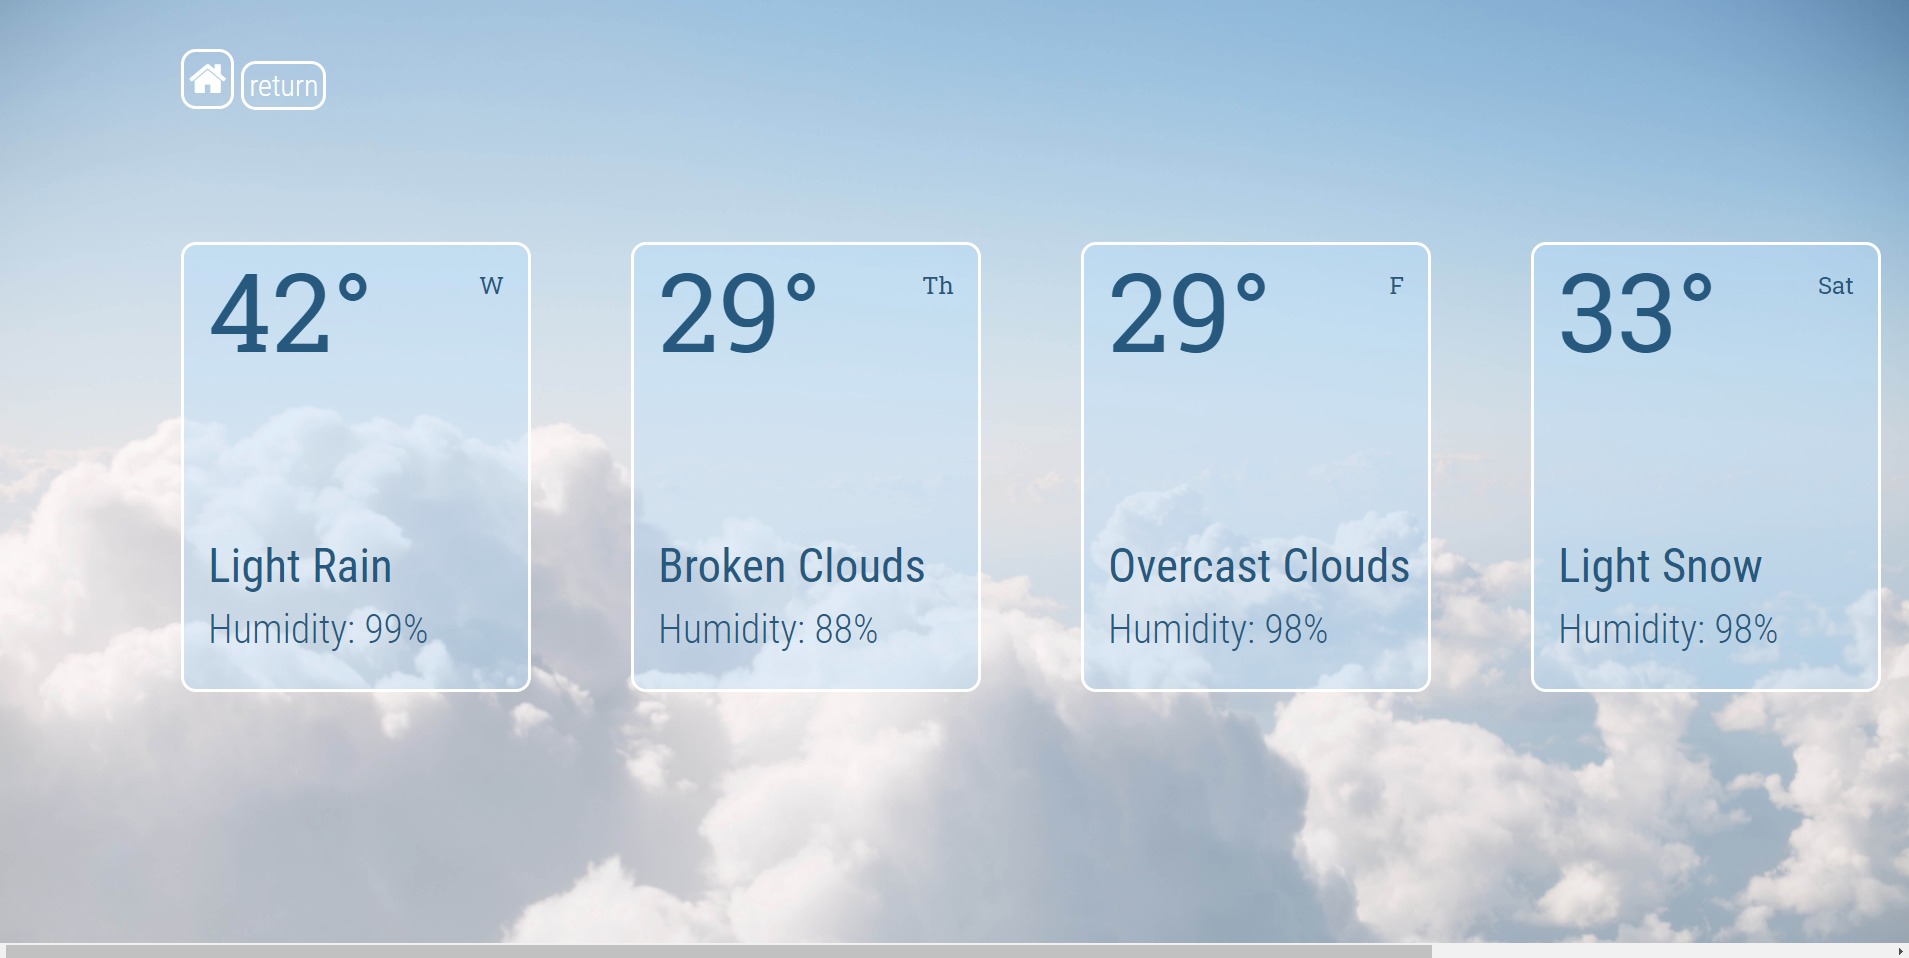 return
42°
W
Light Rain
Humidity: 99%
29°
Th
Broken Clouds
Humidity: 88%
29°
F
Overcast Clouds
Humidity: 98%
33°
Sat
Light Snow
Humidity: 98%